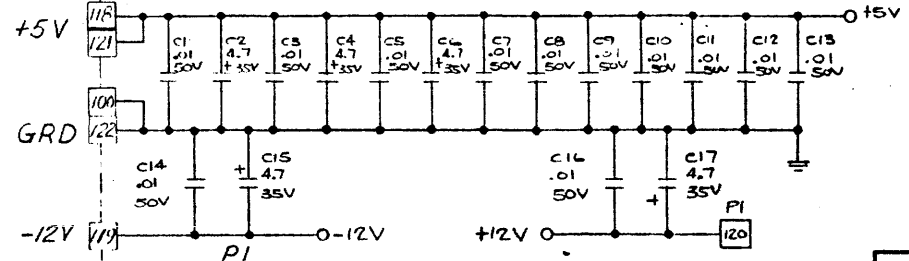 118
+5V
121
+5V
C1 .01 50V
C2 4.7 +35V
C3 .01 50V
C4 4.7 +35V
C5 .01 50V
C6 4.7 +35V
C7 .01 50V
C8 .01 50V
C9 .01 50V
C10 .01 50V
C11 .01 50V
C12 .01 50V
C13 .01 50V
100
GRD
122
C14 .01 50V
+ C15 4.7 35V
C16 .01 50V
+ C17 4.7 35V
-12V
119
P1
-12V
+12V
P1
120